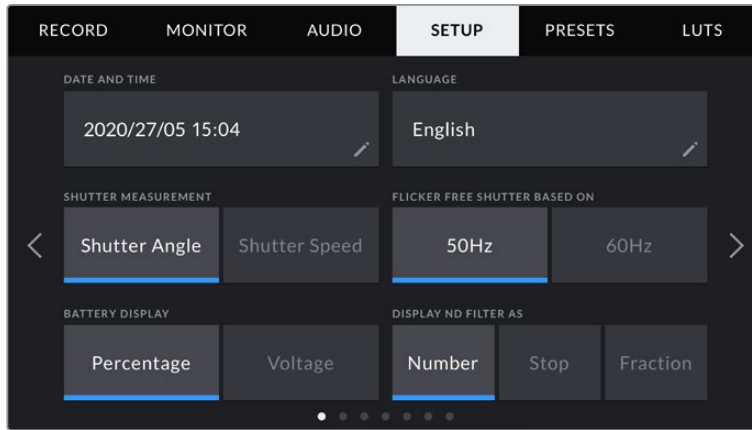 RECORD MONITOR AUDIO SETUP PRESETS LUTS
DATE AND TIME LANGUAGE
2020/27/05 15:04 English
SHUTTER MEASUREMENT FLICKER FREE SHUTTER BASED ON
Shutter Angle Shutter Speed 50Hz 60Hz
BATTERY DISPLAY DISPLAY ND FILTER AS
Percentage Voltage Number Stop Fraction